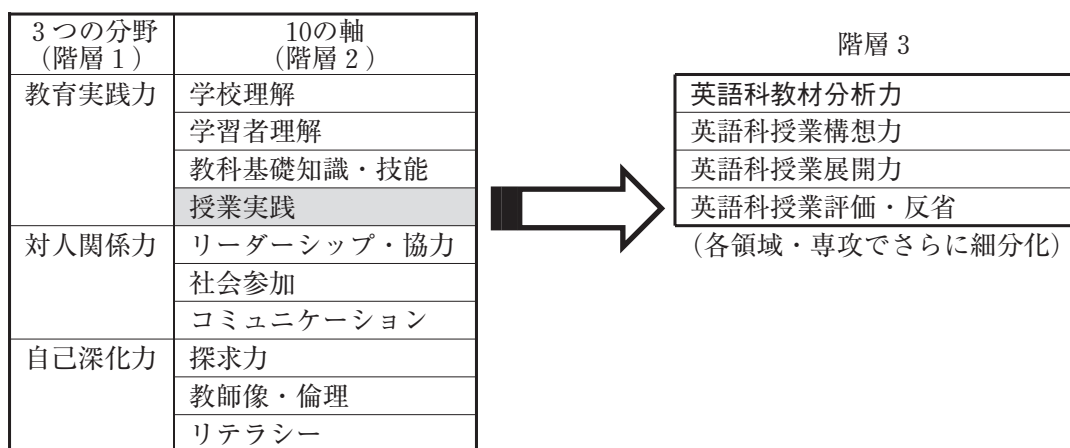 3つの分野
(階層1)
10の軸
(階層2)
教育実践力
学校理解
学習者理解
教科基礎知識・技能
授業実践
対人関係力
リーダーシップ・協力
社会参加
コミュニケーション
自己深化力
探求力
教師像・倫理
リテラシー
階層3
英語科教材分析力
英語科授業構想力
英語科授業展開力
英語科授業評価・反省
(各領域・専攻でさらに細分化)